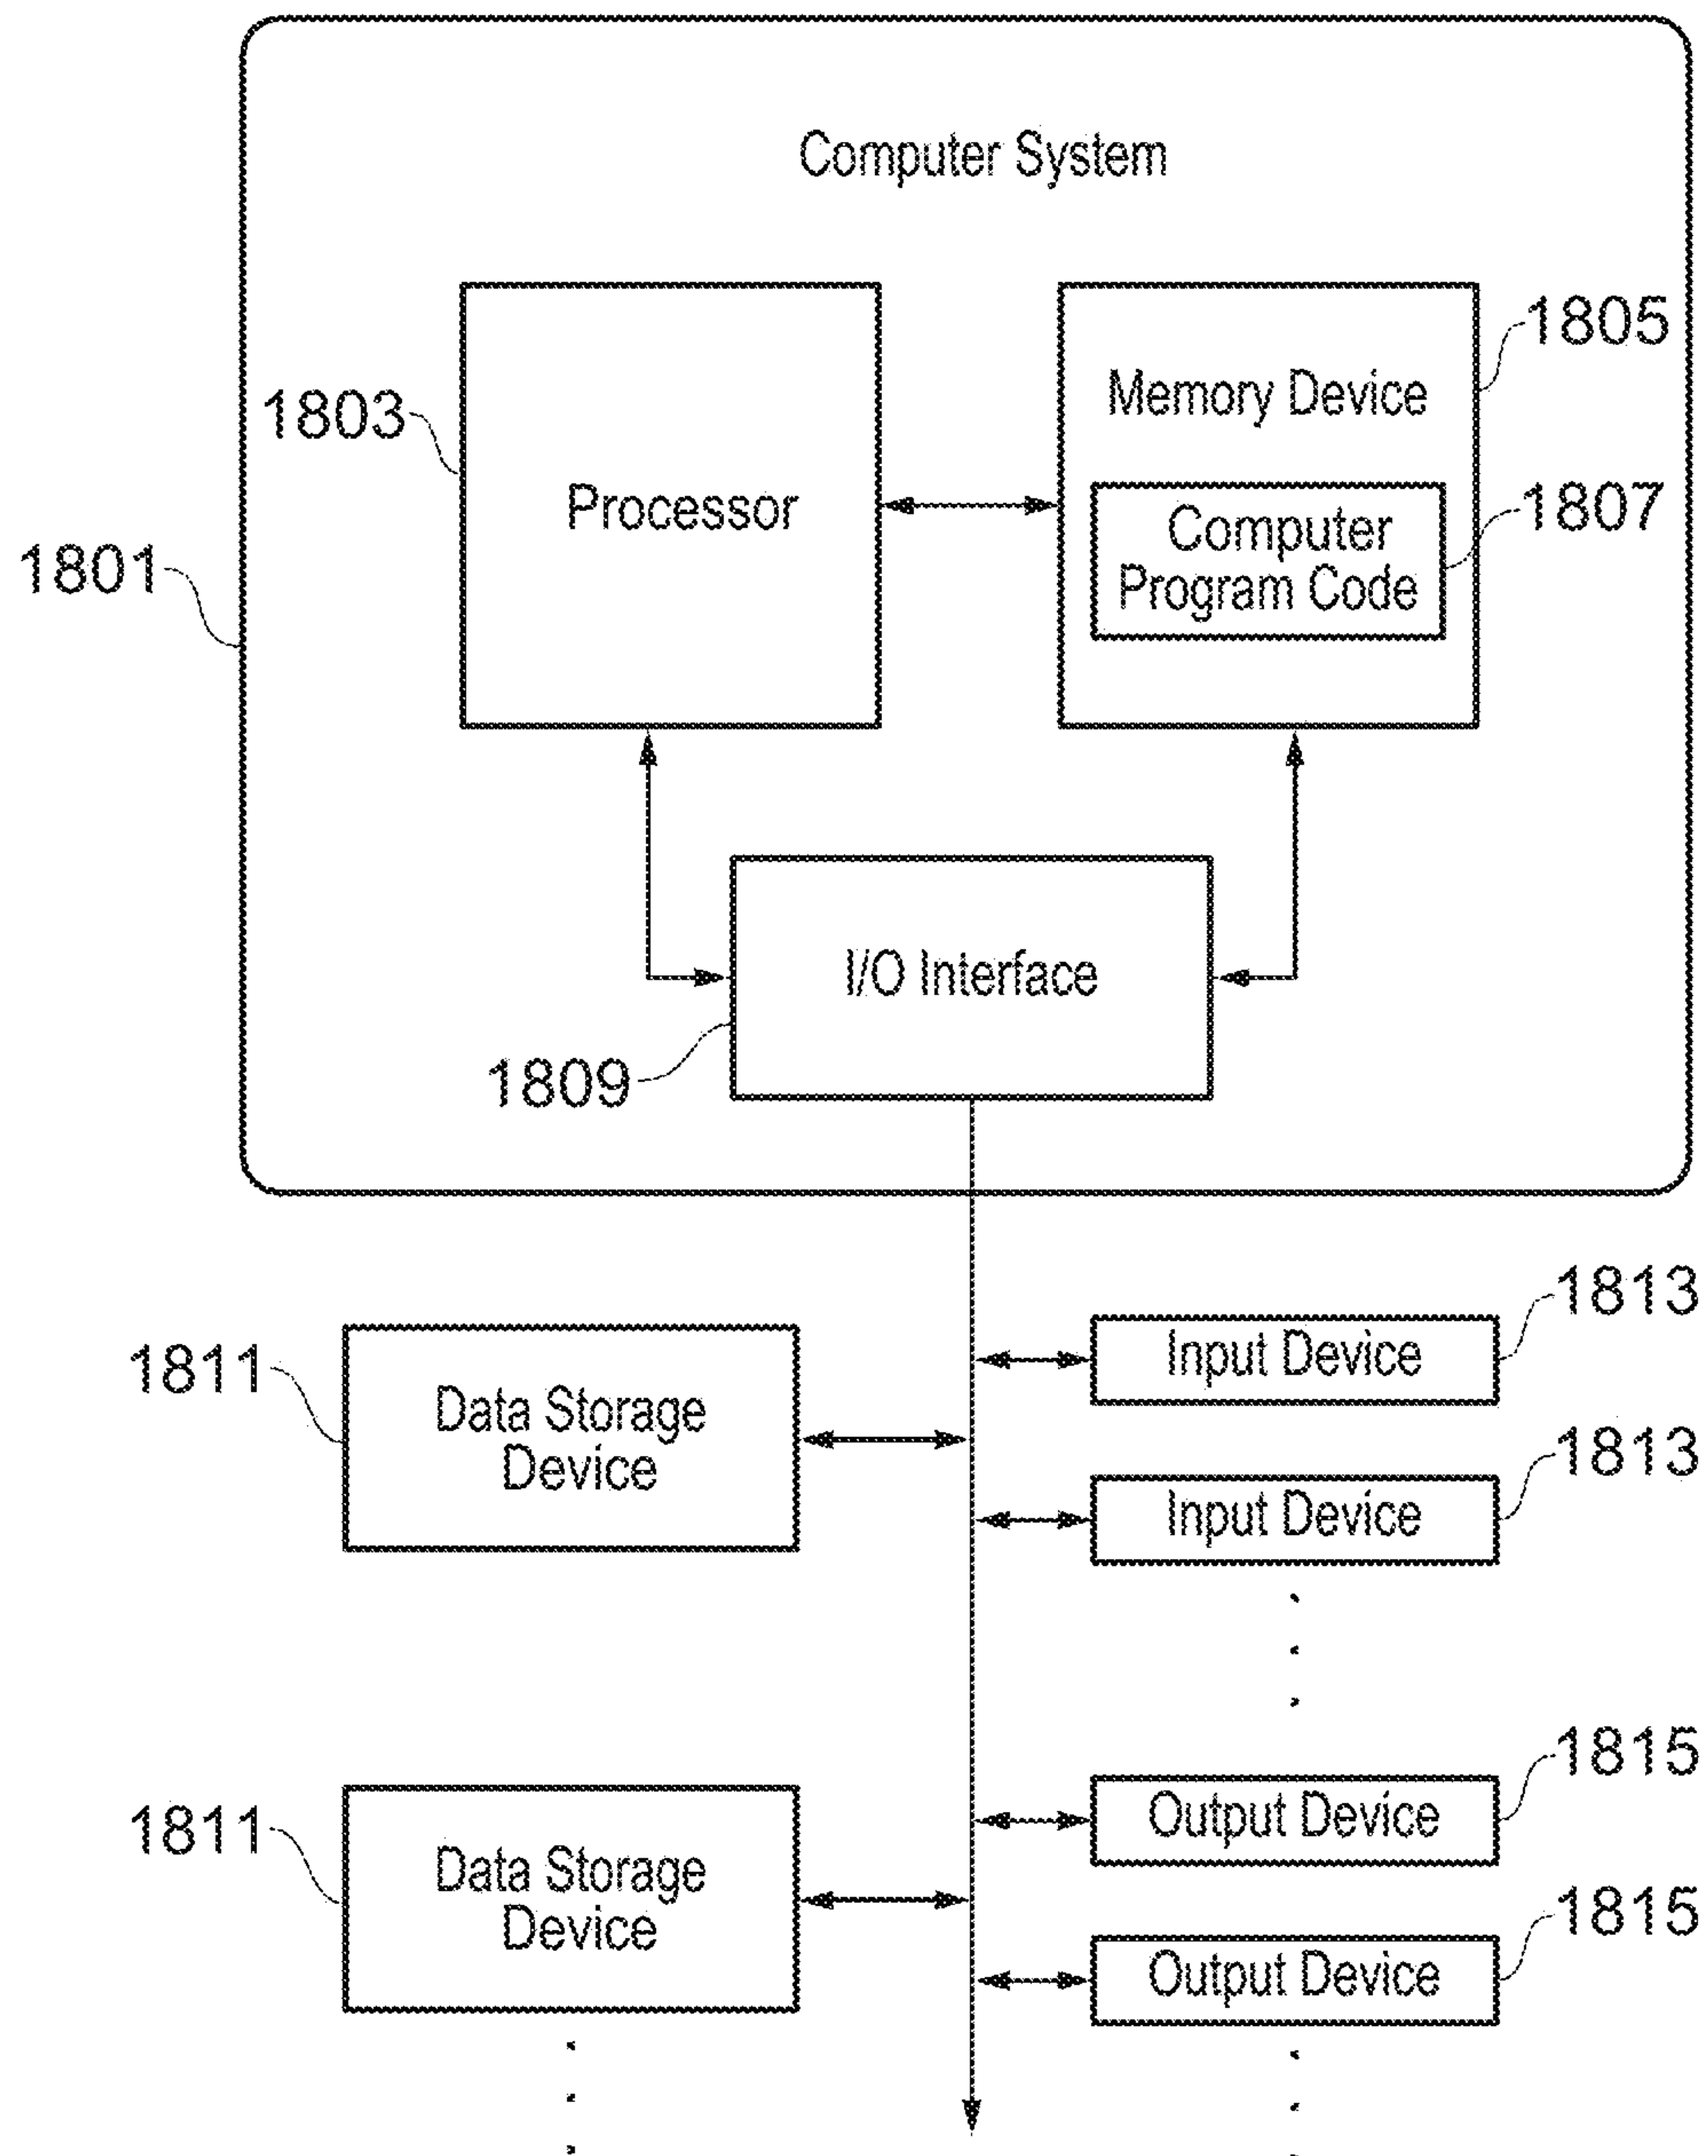 Computer System
1805
1803
Memory Device
Processor
1807
Computer
Program Code
1801
I/O Interface
1809
1813
1811
Input Device
Data Storage
Device
1813
Input Device
1815
1811
Output Device
Data Storage
Device
1815
Output Device